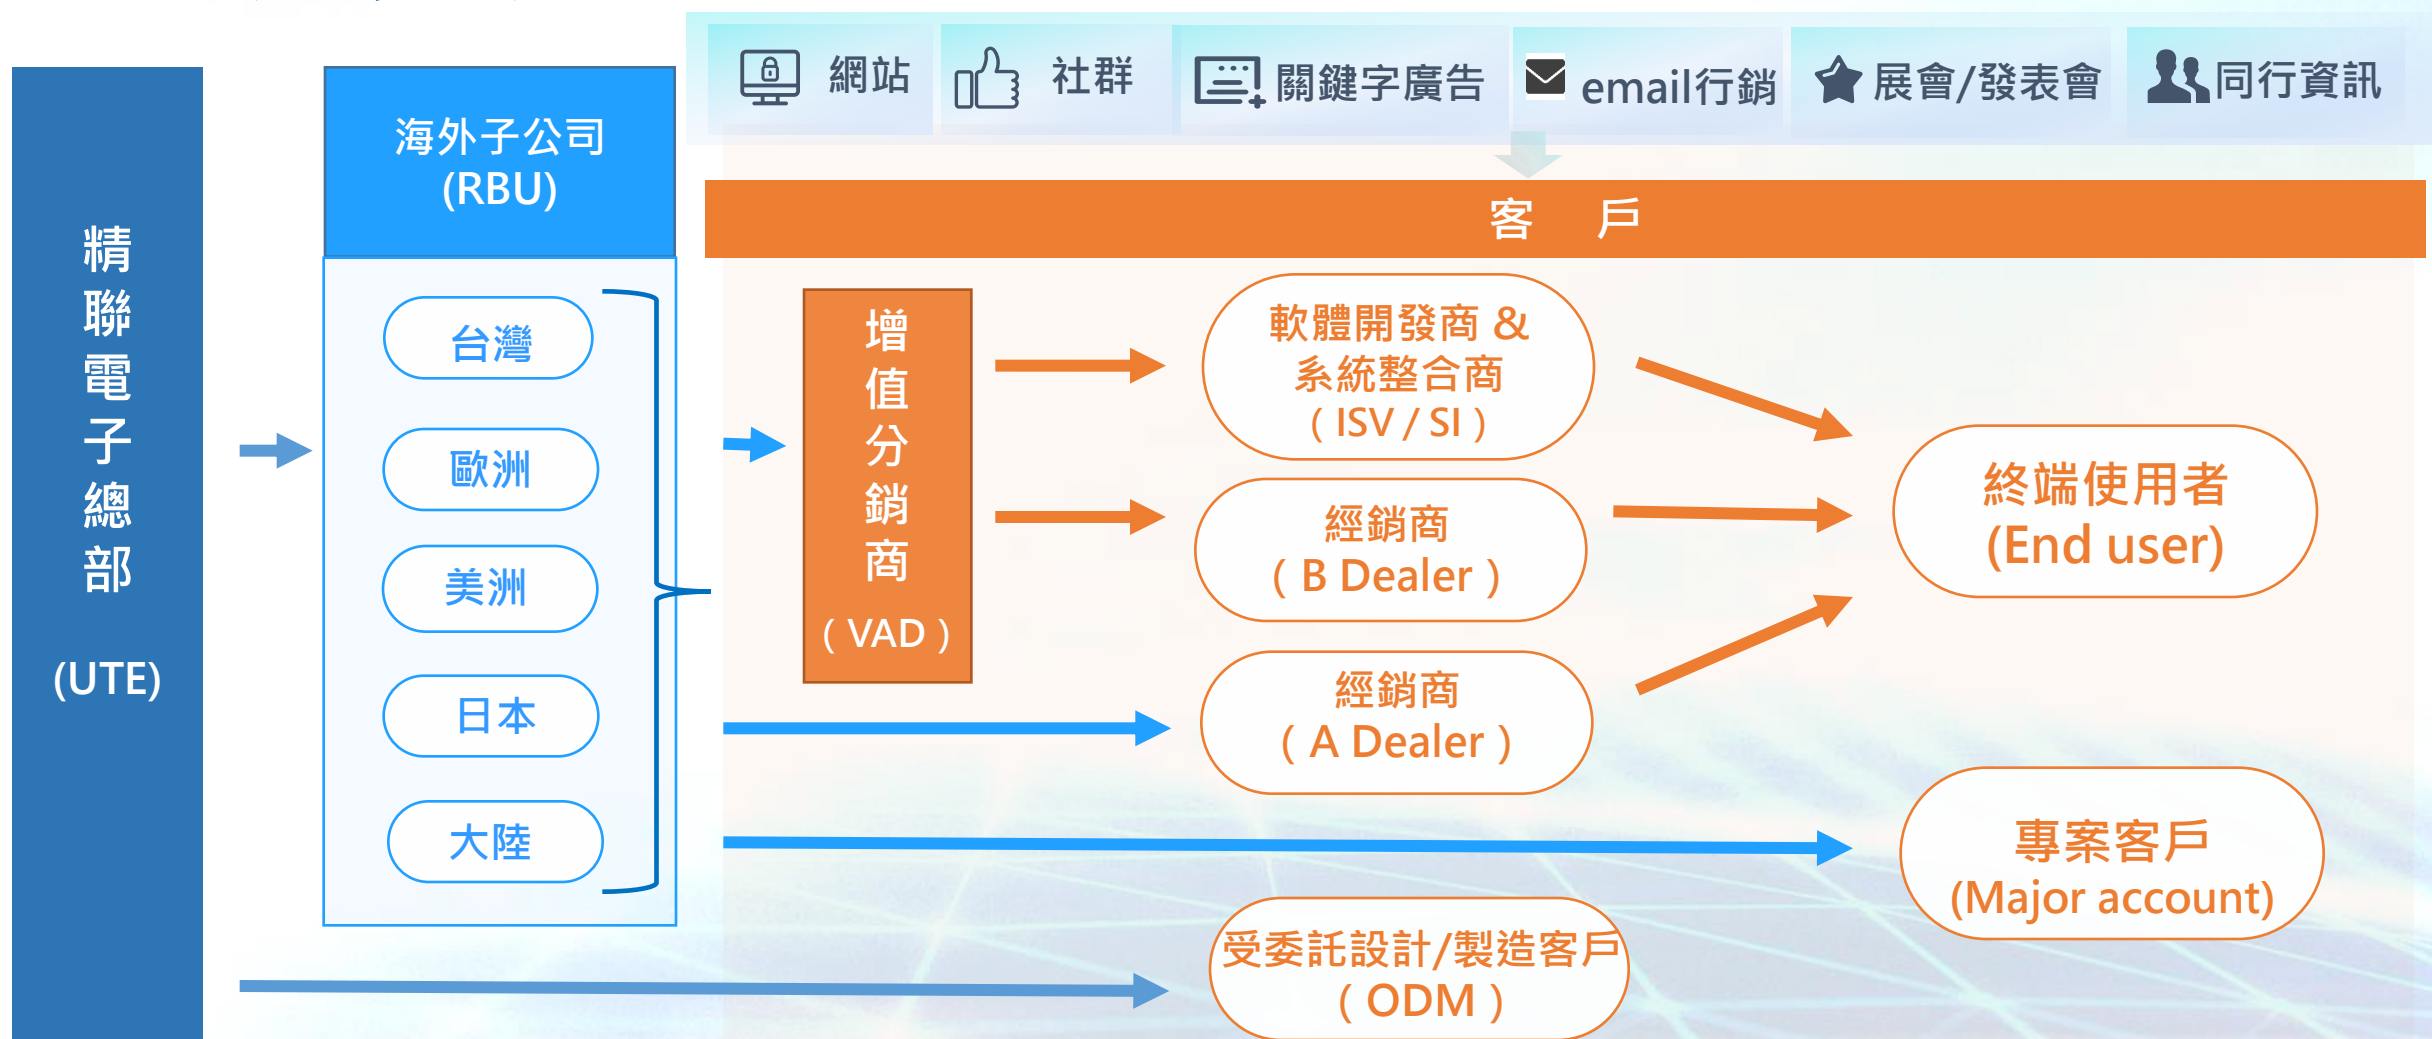 網站
社群
關鍵字廣告
email行銷
展會/發表會
同行資訊
精聯電子總部
(UTE)
海外子公司
(RBU)
台灣
歐洲
美洲
日本
大陸
客 戶
增值分銷商
( VAD )
軟體開發商 &
系統整合商
( ISV / SI )
經銷商
( B Dealer )
經銷商
( A Dealer )
受委託設計/製造客戶
( ODM )
終端使用者
(End user)
專案客戶
(Major account)